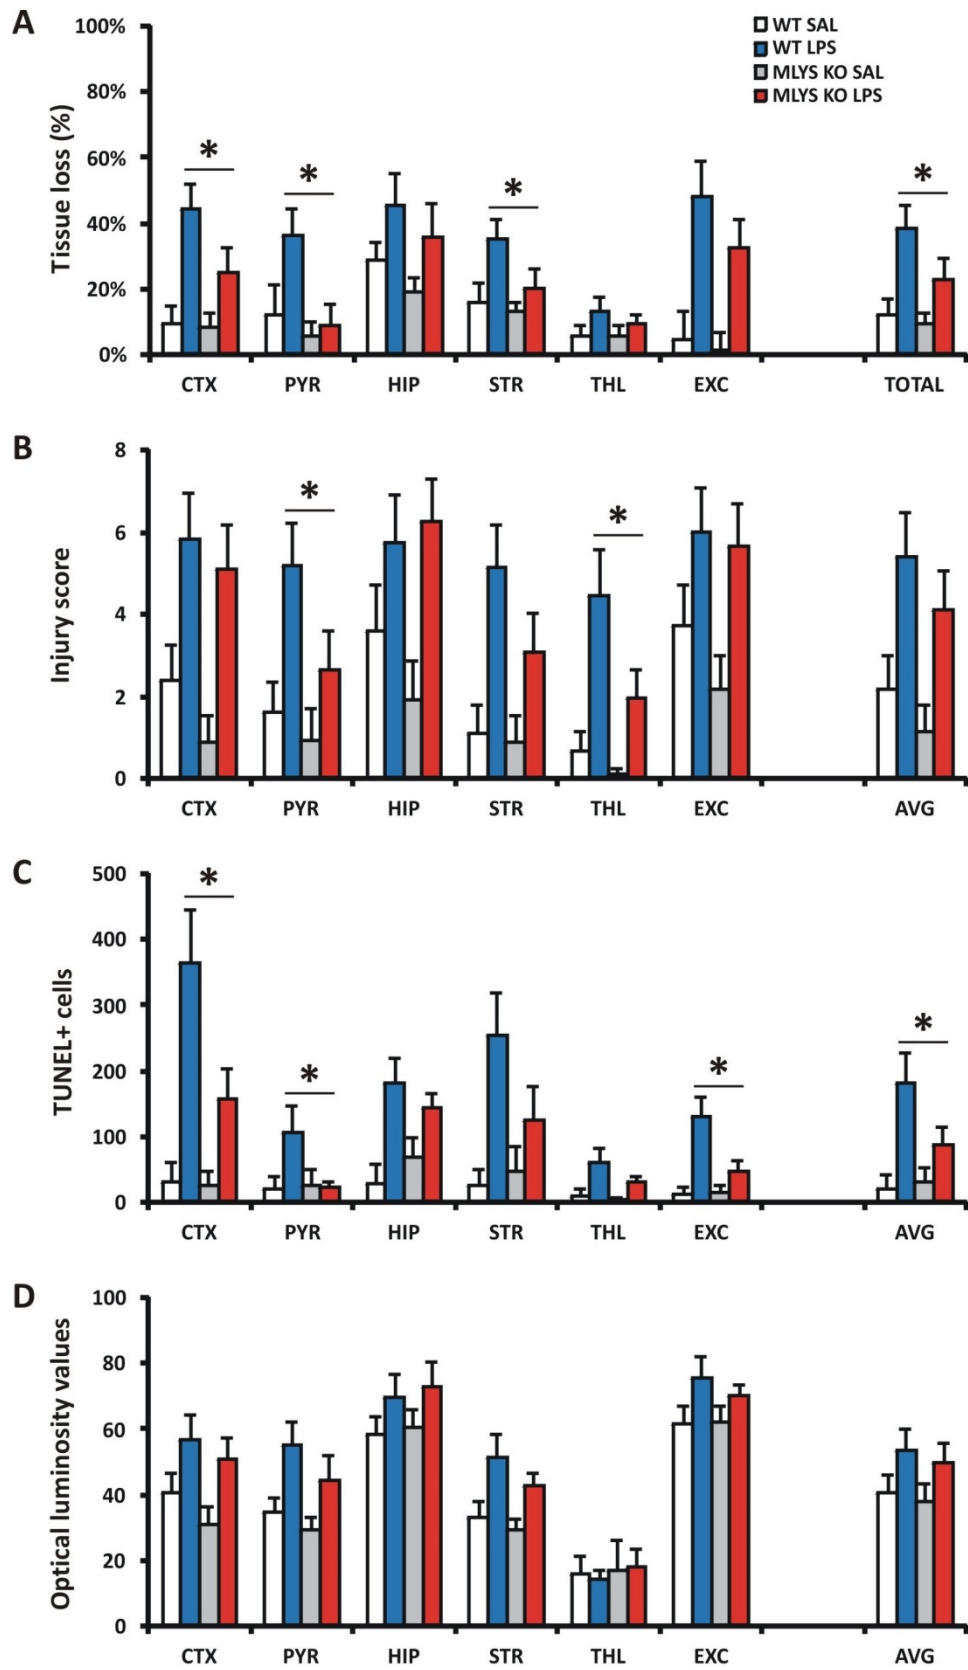 A
WT SAL
WT LPS
MLYS KO SAL
MLYS KO LPS
Tissue loss (%)
100%
80%
60%
40%
20%
0%
* * * *
CTX PYR HIP STR THL EXC TOTAL
B
Injury score
8
6
4
2
0
* *
CTX PYR HIP STR THL EXC AVG
C
TUNEL+ cells
500
400
300
200
100
0
* * * *
CTX PYR HIP STR THL EXC AVG
D
Optical luminosity values
100
80
60
40
20
0
CTX PYR HIP STR THL EXC AVG